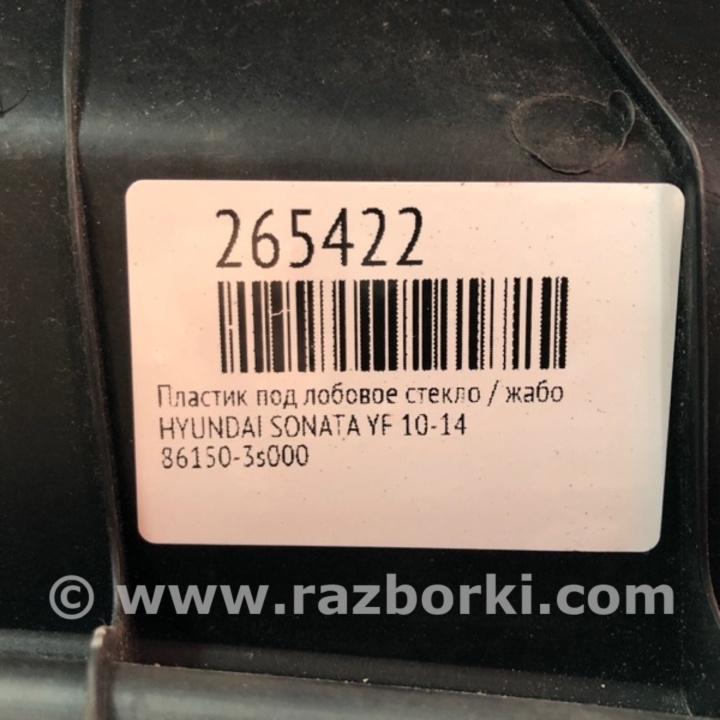 265422
Пластик под лобовое стекло / жабо
HYUNDAI SONATA YF 10-14
86150-3s000
© www.razborki.com